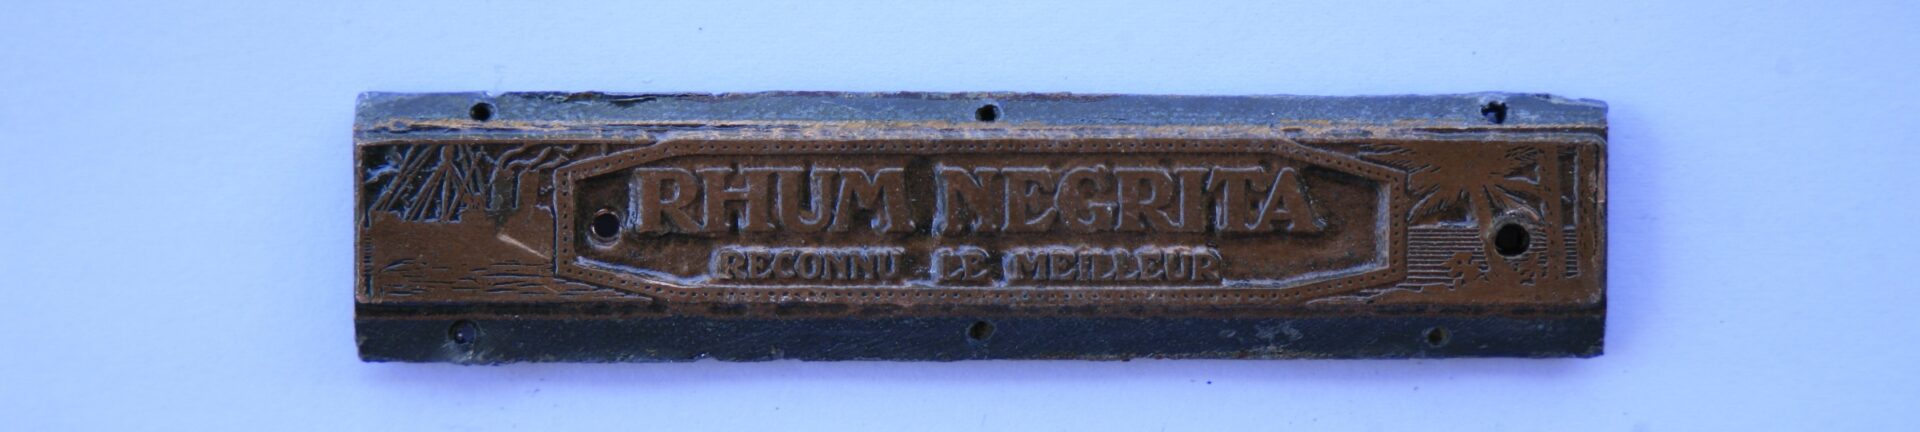 RHUM NEGRITA
RECONNU LE MEILLEUR